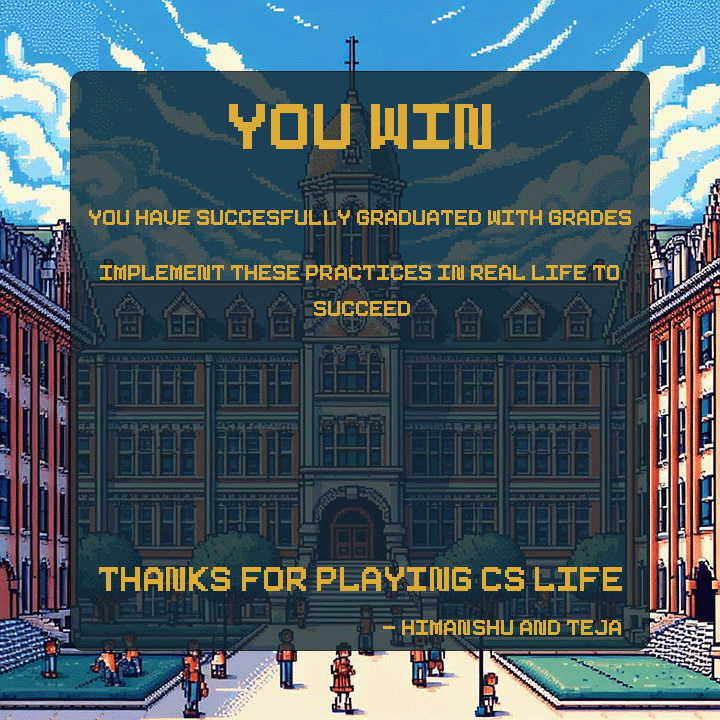 YOU WIN
YOU HAVE SUCCESFULLY GRADUATED WITH GRADES
IMPLEMENT THESE PRACTICES IN REAL LIFE TO
SUCCEED
THANKS FOR PLAYING CS LIFE
- HIMANSHU AND TEJA